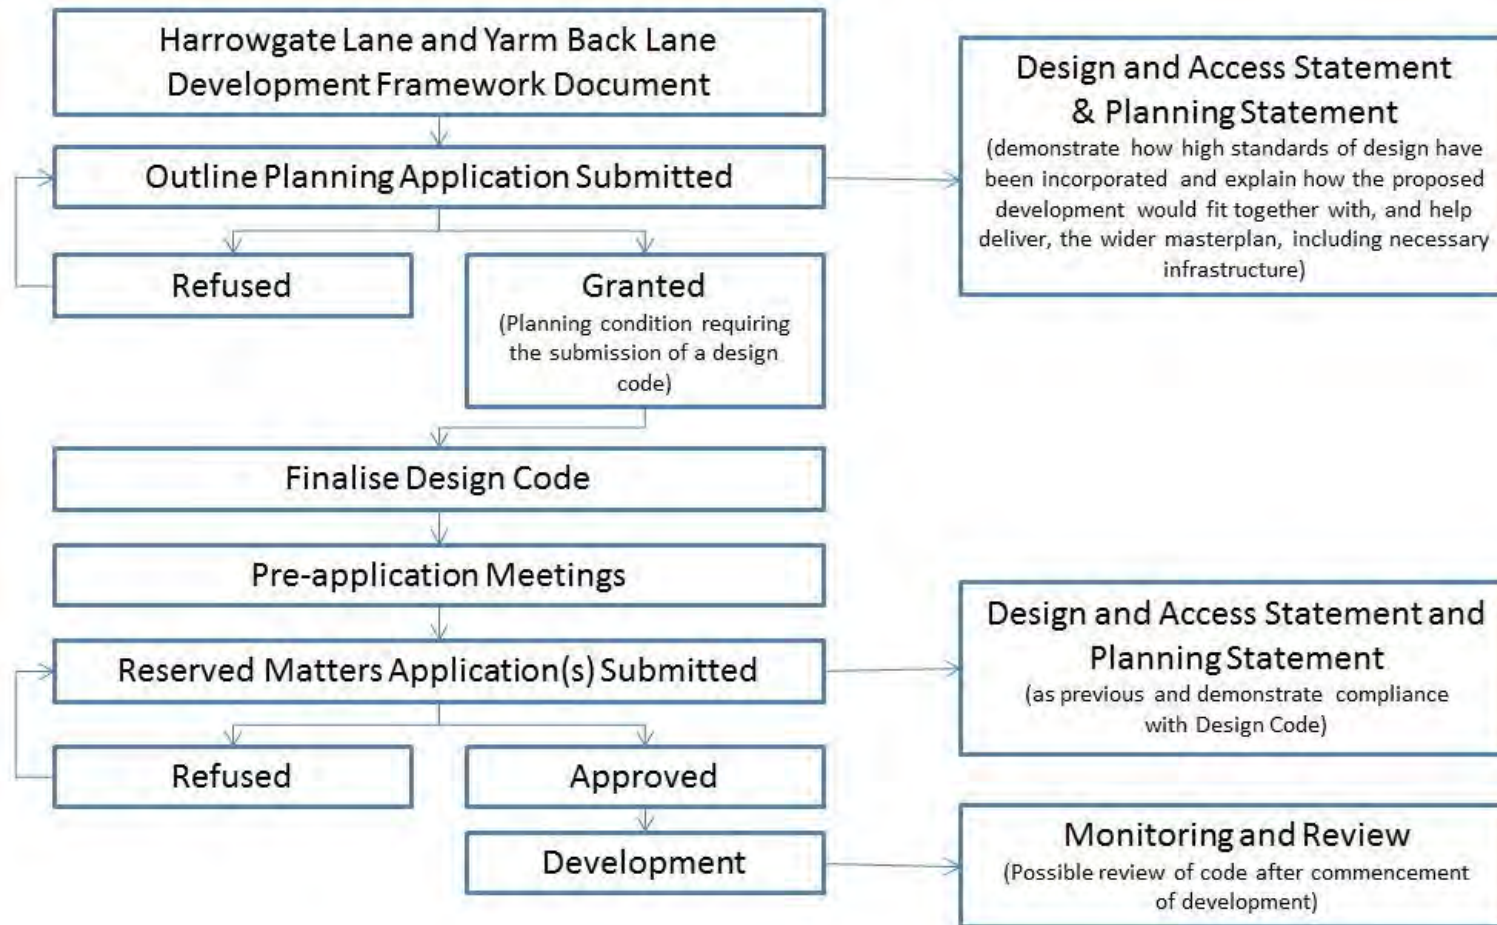 Harrowgate Lane and Yarm Back Lane
Development Framework Document
Outline Planning Application Submitted
Design and Access Statement
& Planning Statement
(demonstrate how high standards of design have
been incorporated and explain how the proposed
development would fit together with, and help
deliver, the wider masterplan, including necessary
infrastructure)
Refused
Granted
(Planning condition requiring
the submission of a design
code)
Finalise Design Code
Pre-application Meetings
Reserved Matters Application(s) Submitted
Design and Access Statement and
Planning Statement
(as previous and demonstrate compliance
with Design Code)
Refused
Approved
Development
Monitoring and Review
(Possible review of code after commencement
of development)